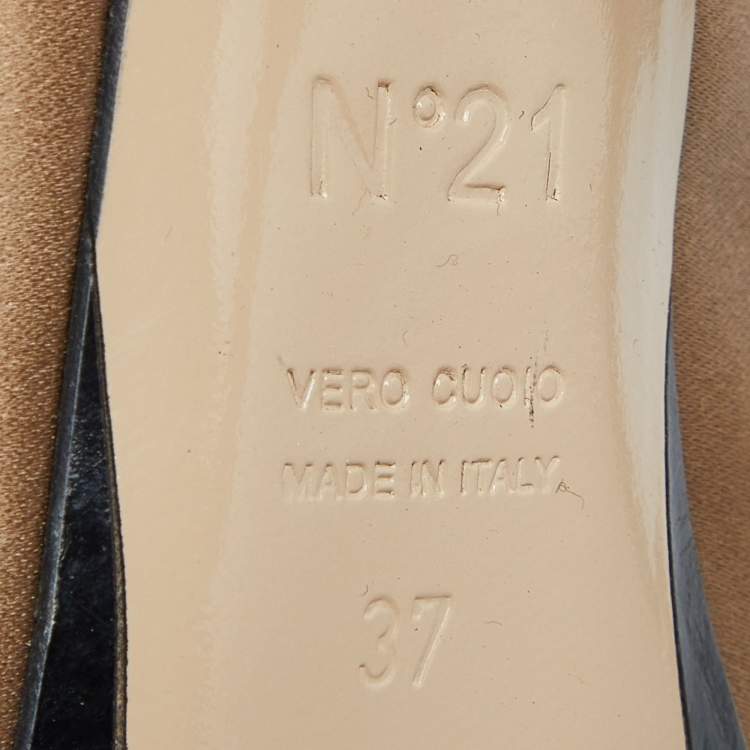 N°21
VERO CUOIO
MADE IN ITALY
37